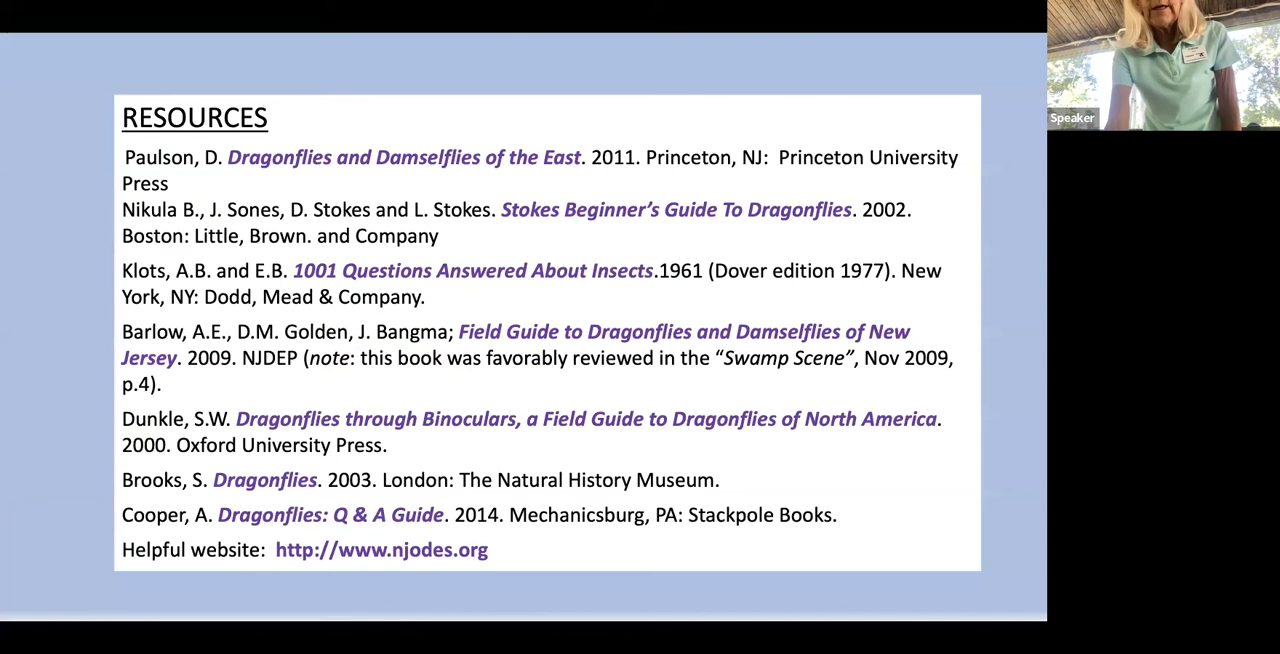 RESOURCES
Paulson, D. Dragonflies and Damselflies of the East. 2011. Princeton, NJ:  Princeton University
Press
Nikula B., J. Sones, D. Stokes and L. Stokes. Stokes Beginner’s Guide To Dragonflies. 2002.
Boston: Little, Brown. and Company
Klots, A.B. and E.B. 1001 Questions Answered About Insects.1961 (Dover edition 1977). New
York, NY: Dodd, Mead & Company.
Barlow, A.E., D.M. Golden, J. Bangma; Field Guide to Dragonflies and Damselflies of New
Jersey. 2009. NJDEP (note: this book was favorably reviewed in the “Swamp Scene”, Nov 2009,
p.4).
Dunkle, S.W. Dragonflies through Binoculars, a Field Guide to Dragonflies of North America.
2000. Oxford University Press.
Brooks, S. Dragonflies. 2003. London: The Natural History Museum.
Cooper, A. Dragonflies: Q & A Guide. 2014. Mechanicsburg, PA: Stackpole Books.
Helpful website:  http://www.njodes.org
Speaker